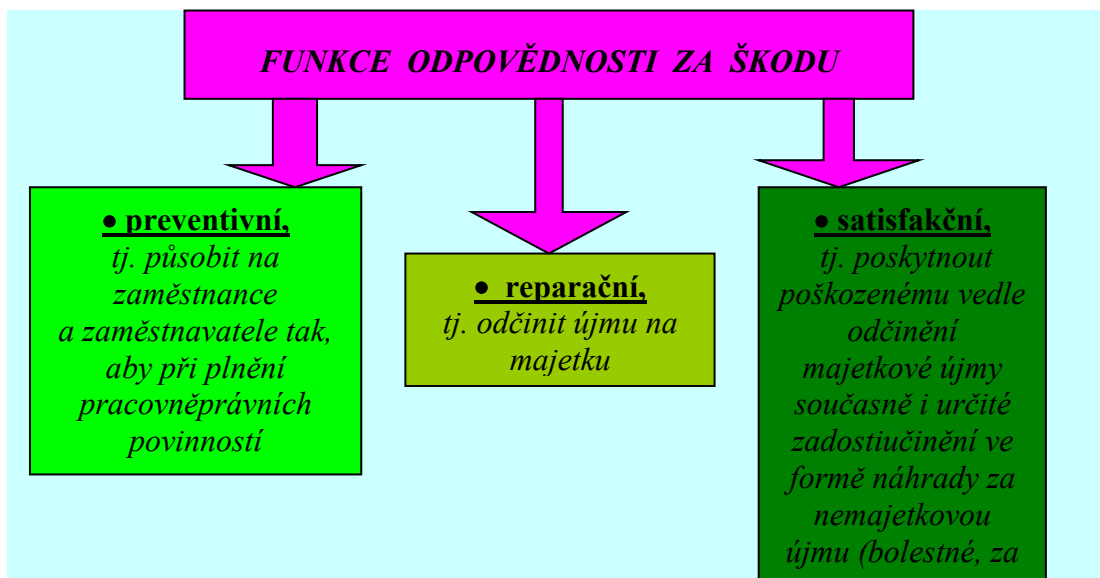 FUNKCE ODPOVĚDNOSTI ZA ŠKODU
• preventivní,
tj. působit na
zaměstnance
a zaměstnavatele tak,
aby při plnění
pracovněprávních
povinností
• reparační,
tj. odčinit újmu na
majetku
• satisfakční,
tj. poskytnout
poškozenému vedle
odčinění
majetkové újmy
současně i určité
zadostiučinění ve
formě náhrady za
nemajetkovou
újmu (bolestné, za